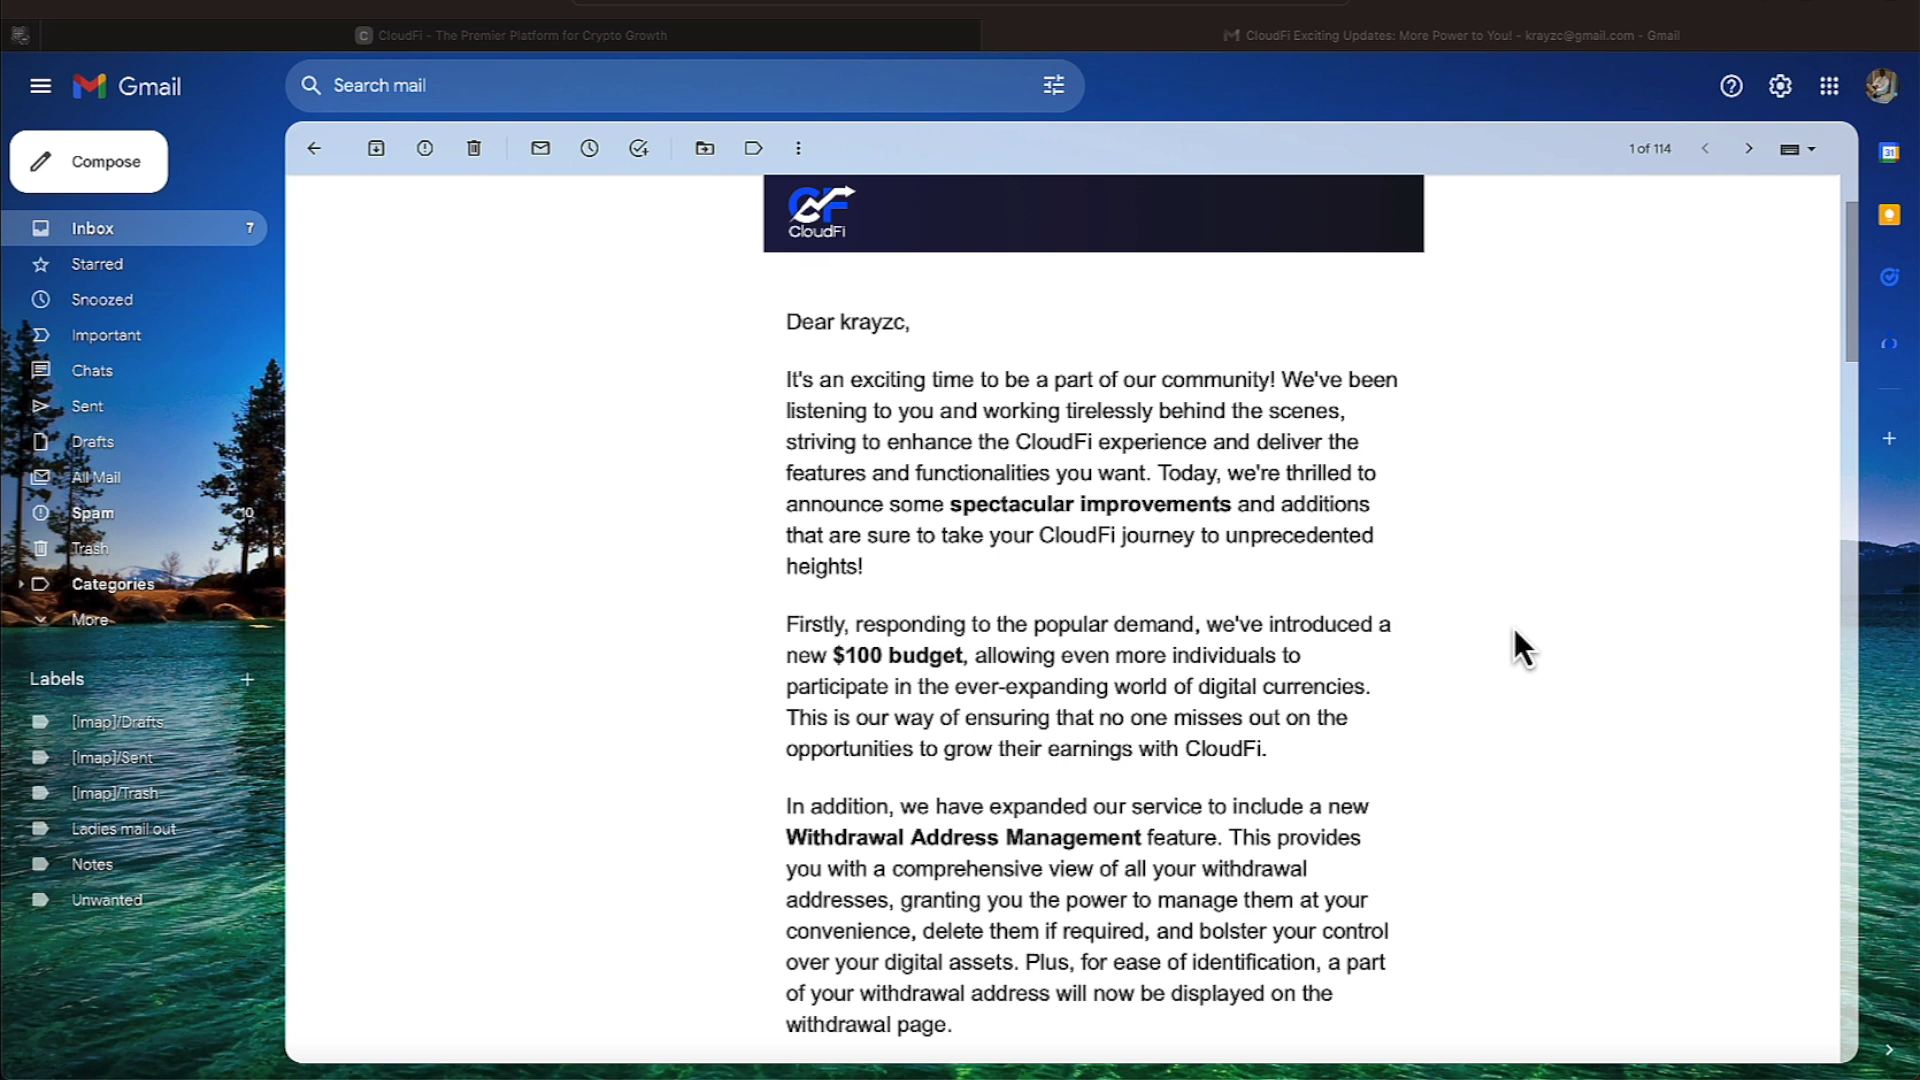 CloudFi - The Premier Platform for Crypto Growth
CloudFi Exciting Updates: More Power to You! - krayzc@gmail.com - Gmail
Gmail
Search mail
Compose
1 of 114
Inbox 7
Starred
Snoozed
Important
Chats
Sent
Drafts
All Mail
Spam 10
Trash
Categories
More
Labels
[Imap]/Drafts
[Imap]/Sent
[Imap]/Trash
Ladies mail out
Notes
Unwanted
CF
CloudFi
Dear krayzc,
It's an exciting time to be a part of our community! We've been
listening to you and working tirelessly behind the scenes,
striving to enhance the CloudFi experience and deliver the
features and functionalities you want. Today, we're thrilled to
announce some spectacular improvements and additions
that are sure to take your CloudFi journey to unprecedented
heights!
Firstly, responding to the popular demand, we've introduced a
new $100 budget, allowing even more individuals to
participate in the ever-expanding world of digital currencies.
This is our way of ensuring that no one misses out on the
opportunities to grow their earnings with CloudFi.
In addition, we have expanded our service to include a new
Withdrawal Address Management feature. This provides
you with a comprehensive view of all your withdrawal
addresses, granting you the power to manage them at your
convenience, delete them if required, and bolster your control
over your digital assets. Plus, for ease of identification, a part
of your withdrawal address will now be displayed on the
withdrawal page.
31